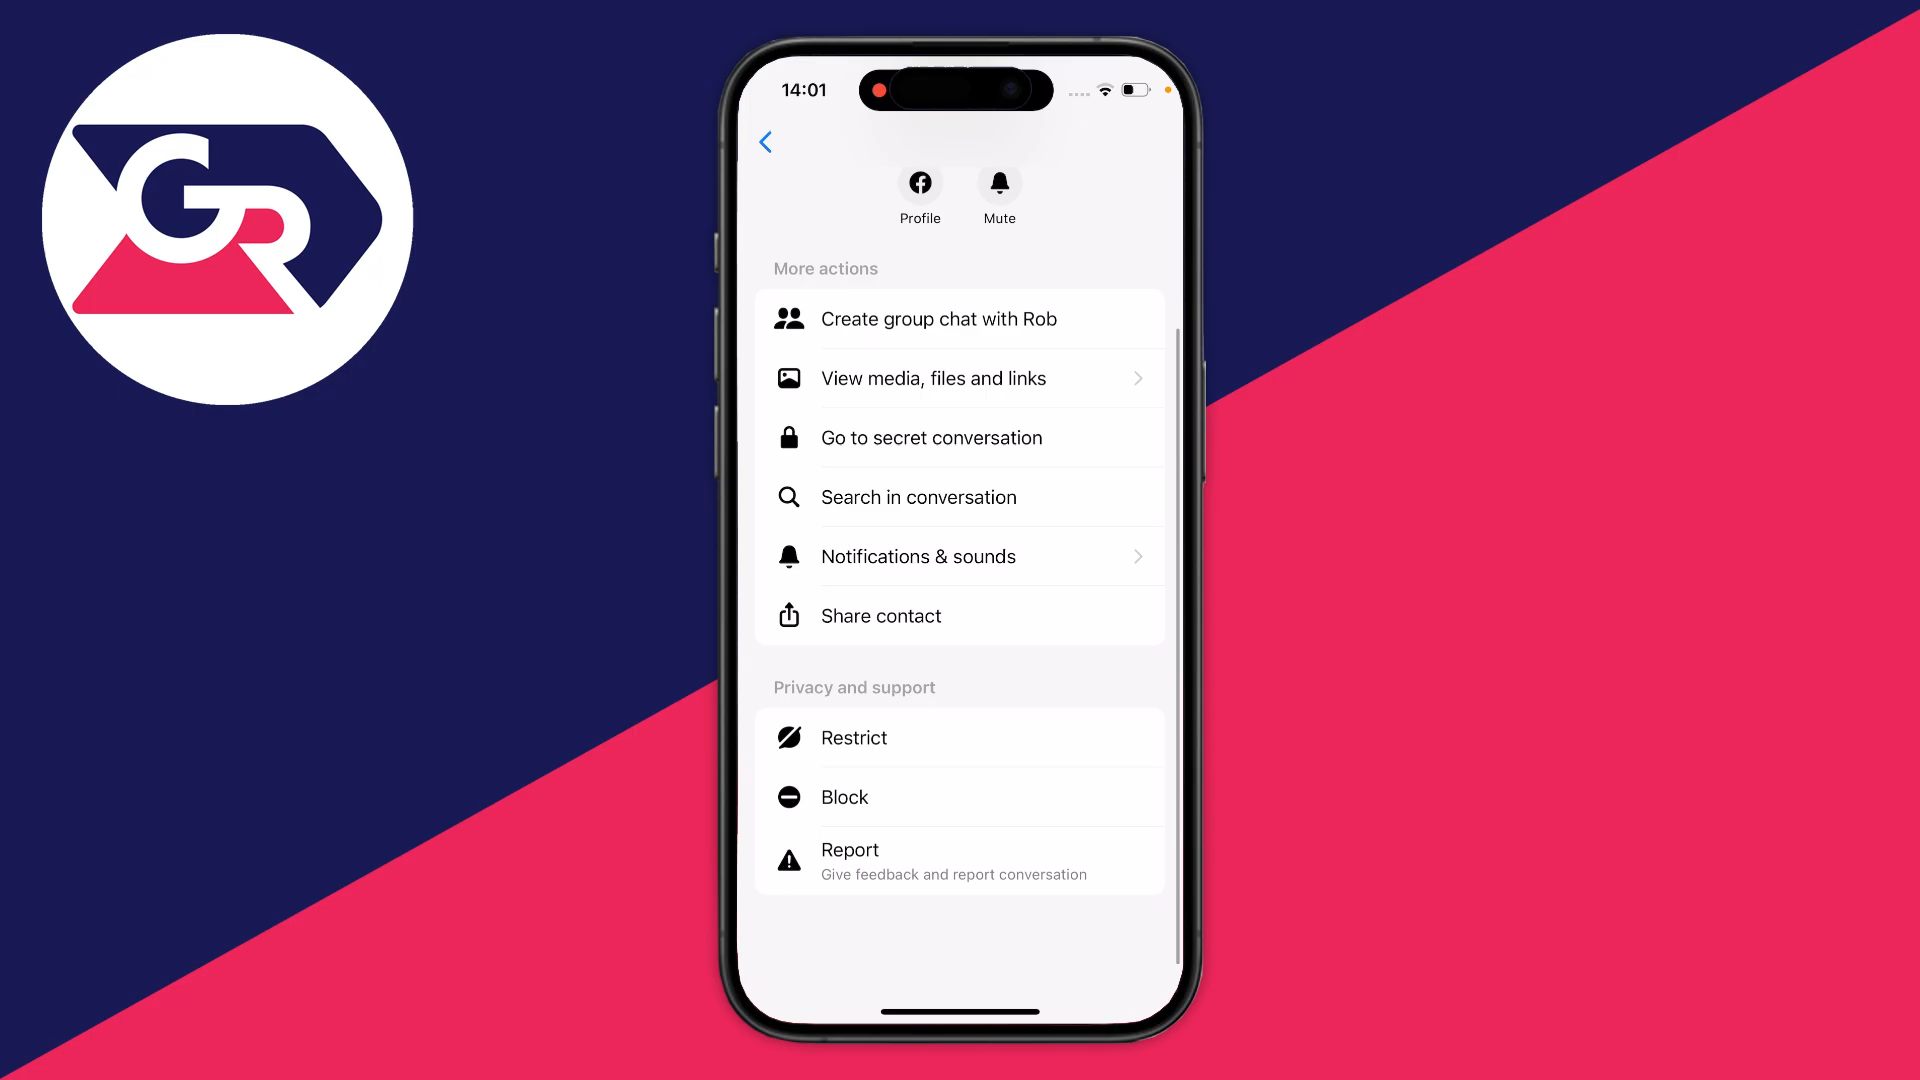 GR
14:01
Profile
Mute
More actions
Create group chat with Rob
View media, files and links
Go to secret conversation
Search in conversation
Notifications & sounds
Share contact
Privacy and support
Restrict
Block
Report
Give feedback and report conversation